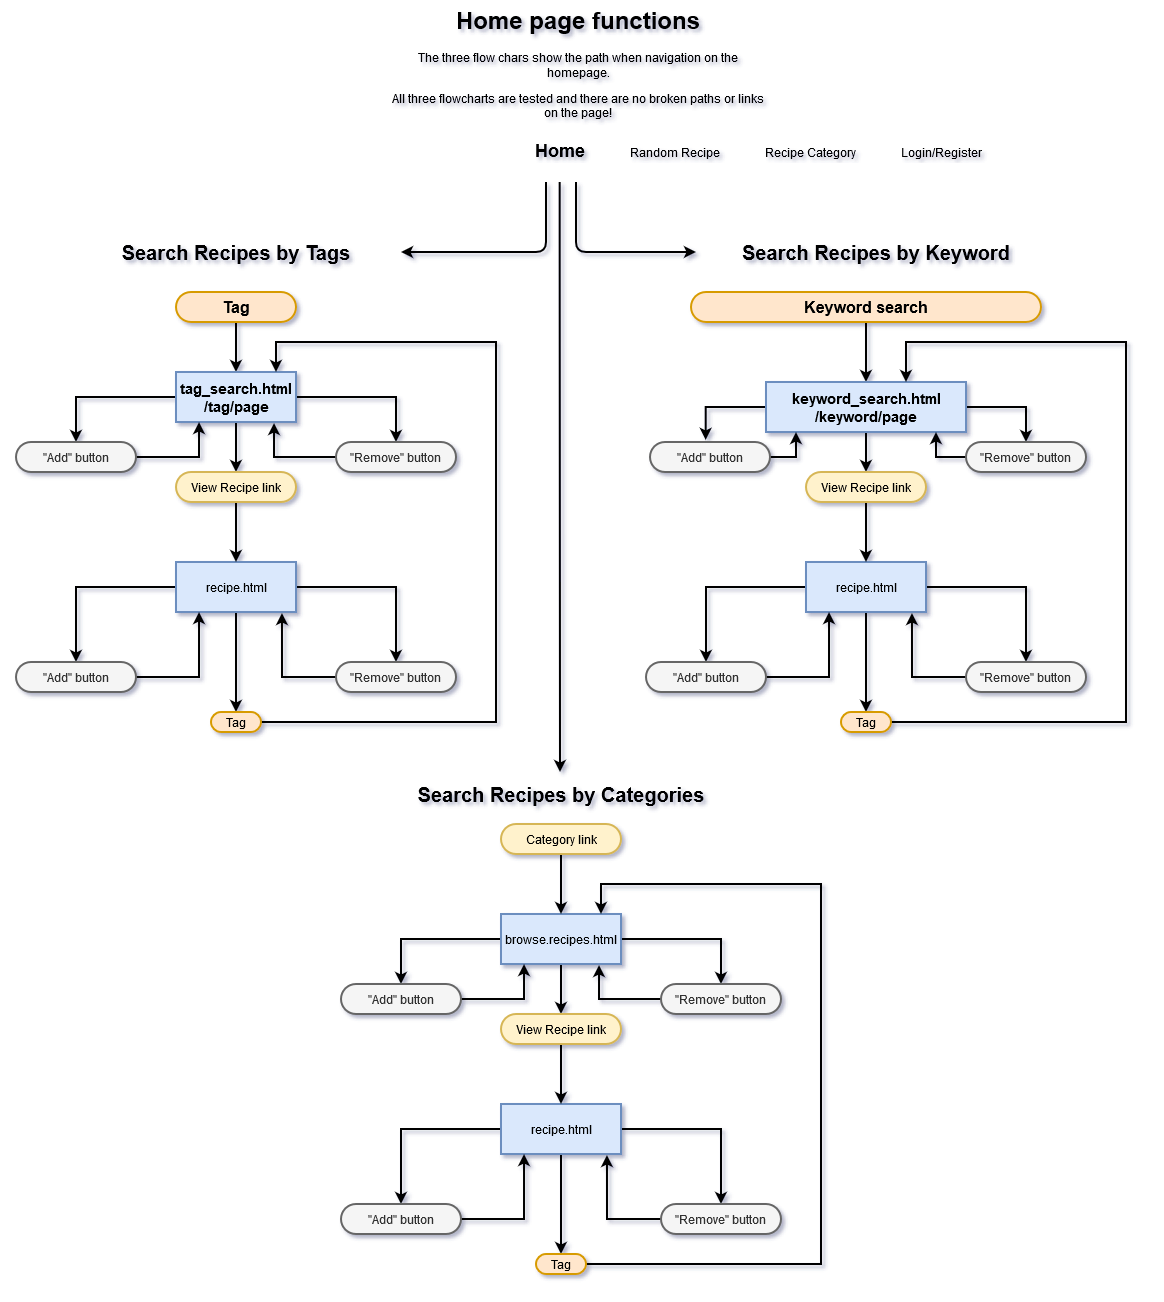 Home page functions
The three flow chars show the path when navigation on the
homepage.
All three flowcharts are tested and there are no broken paths or links
on the page!
Home
Random Recipe
Recipe Category
Login/Register
Search Recipes by Tags
Tag
tag_search.html
/tag/page
"Add" button
"Remove" button
View Recipe link
recipe.html
"Add" button
"Remove" button
Tag
Search Recipes by Keyword
Keyword search
keyword_search.html
/keyword/page
"Add" button
"Remove" button
View Recipe link
recipe.html
"Add" button
"Remove" button
Tag
Search Recipes by Categories
Category link
browse.recipes.html
"Add" button
"Remove" button
View Recipe link
recipe.html
"Add" button
"Remove" button
Tag